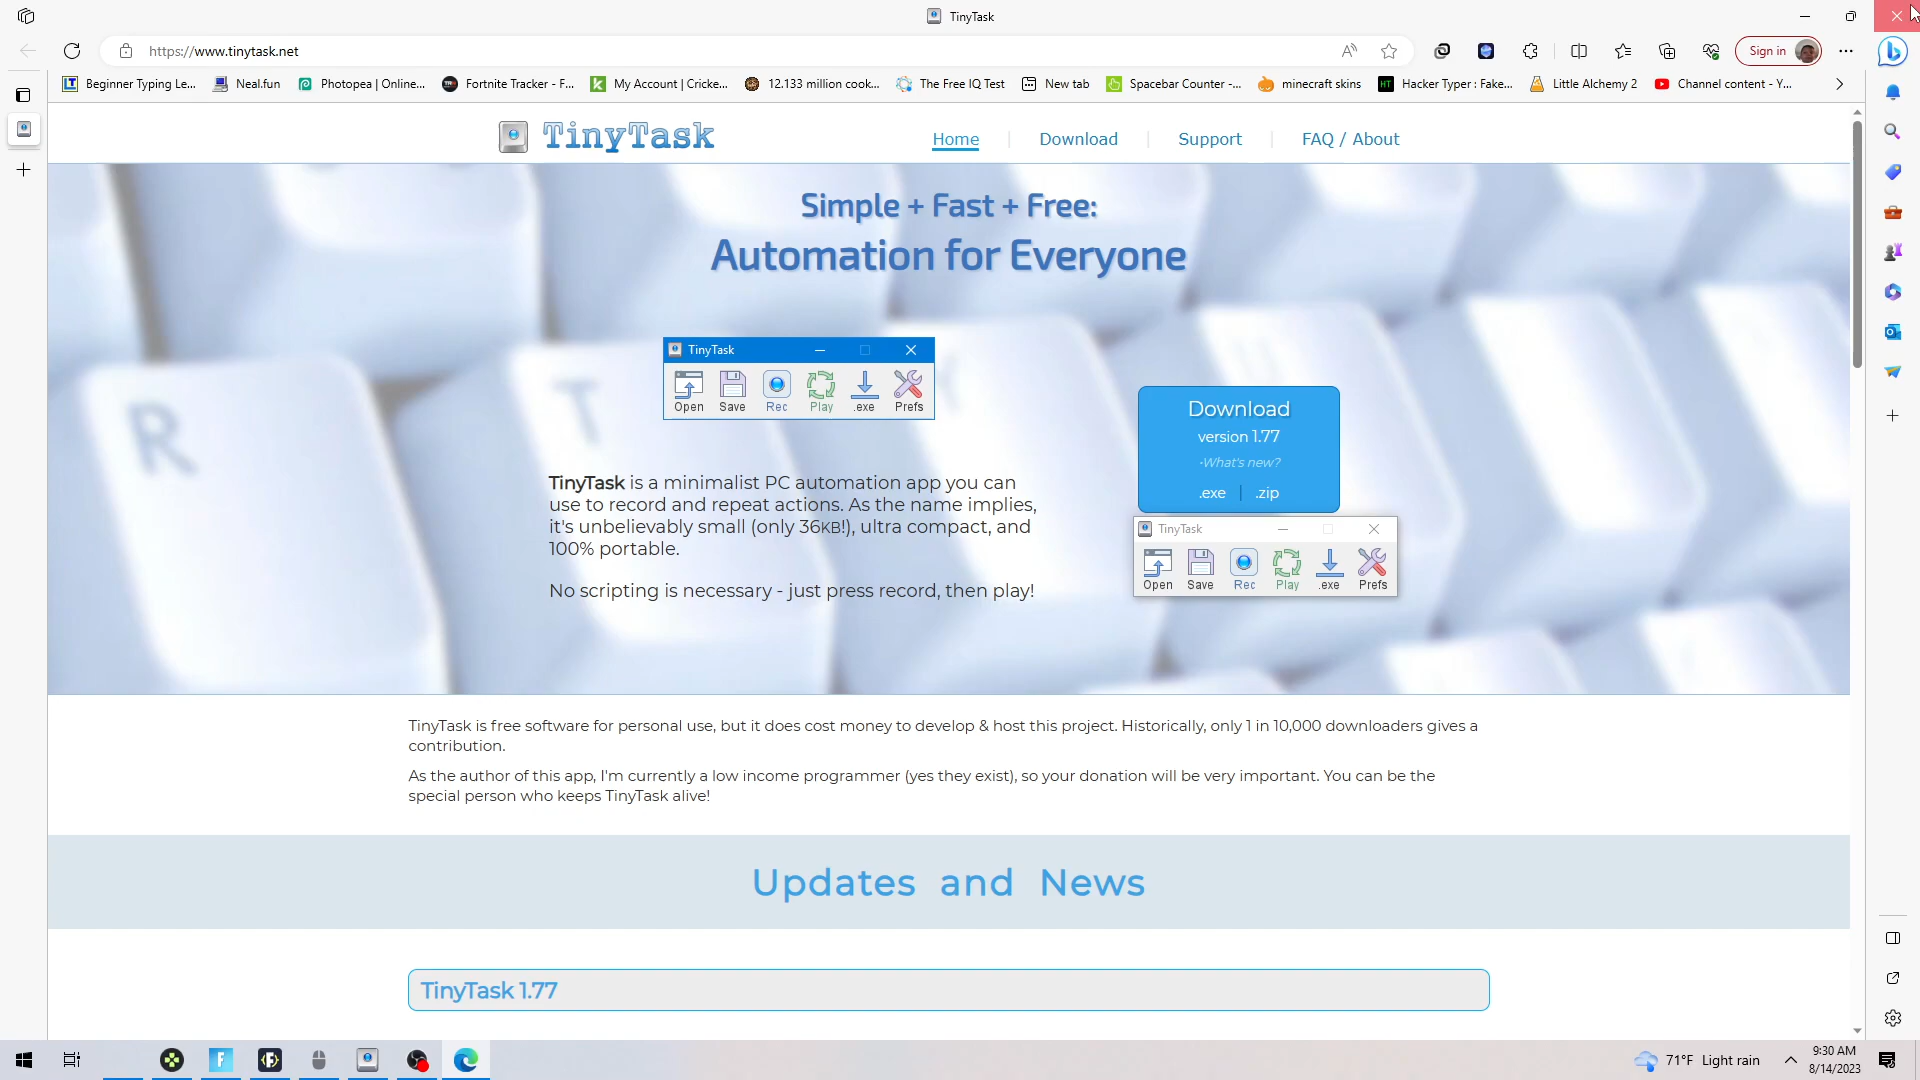 TinyTask
https://www.tinytask.net
Sign in
Beginner Typing Le...
Neal.fun
Photopea | Online...
Fortnite Tracker - F...
My Account | Cricke...
12.133 million cook...
The Free IQ Test
New tab
Spacebar Counter -...
minecraft skins
Hacker Typer : Fake...
Little Alchemy 2
Channel content - Y...
TinyTask
Home
Download
Support
FAQ / About
Simple + Fast + Free:
Automation for Everyone
TinyTask
Open
Save
Rec
Play
.exe
Prefs
TinyTask is a minimalist PC automation app you can
use to record and repeat actions. As the name implies,
it's unbelievably small (only 36KB!), ultra compact, and
100% portable.
No scripting is necessary - just press record, then play!
Download
version 1.77
•What's new?
.exe | .zip
TinyTask
Open
Save
Rec
Play
.exe
Prefs
R
T
TinyTask is free software for personal use, but it does cost money to develop & host this project. Historically, only 1 in 10,000 downloaders gives a
contribution.
As the author of this app, I'm currently a low income programmer (yes they exist), so your donation will be very important. You can be the
special person who keeps TinyTask alive!
Updates and News
TinyTask 1.77
71°F Light rain
9:30 AM
8/14/2023